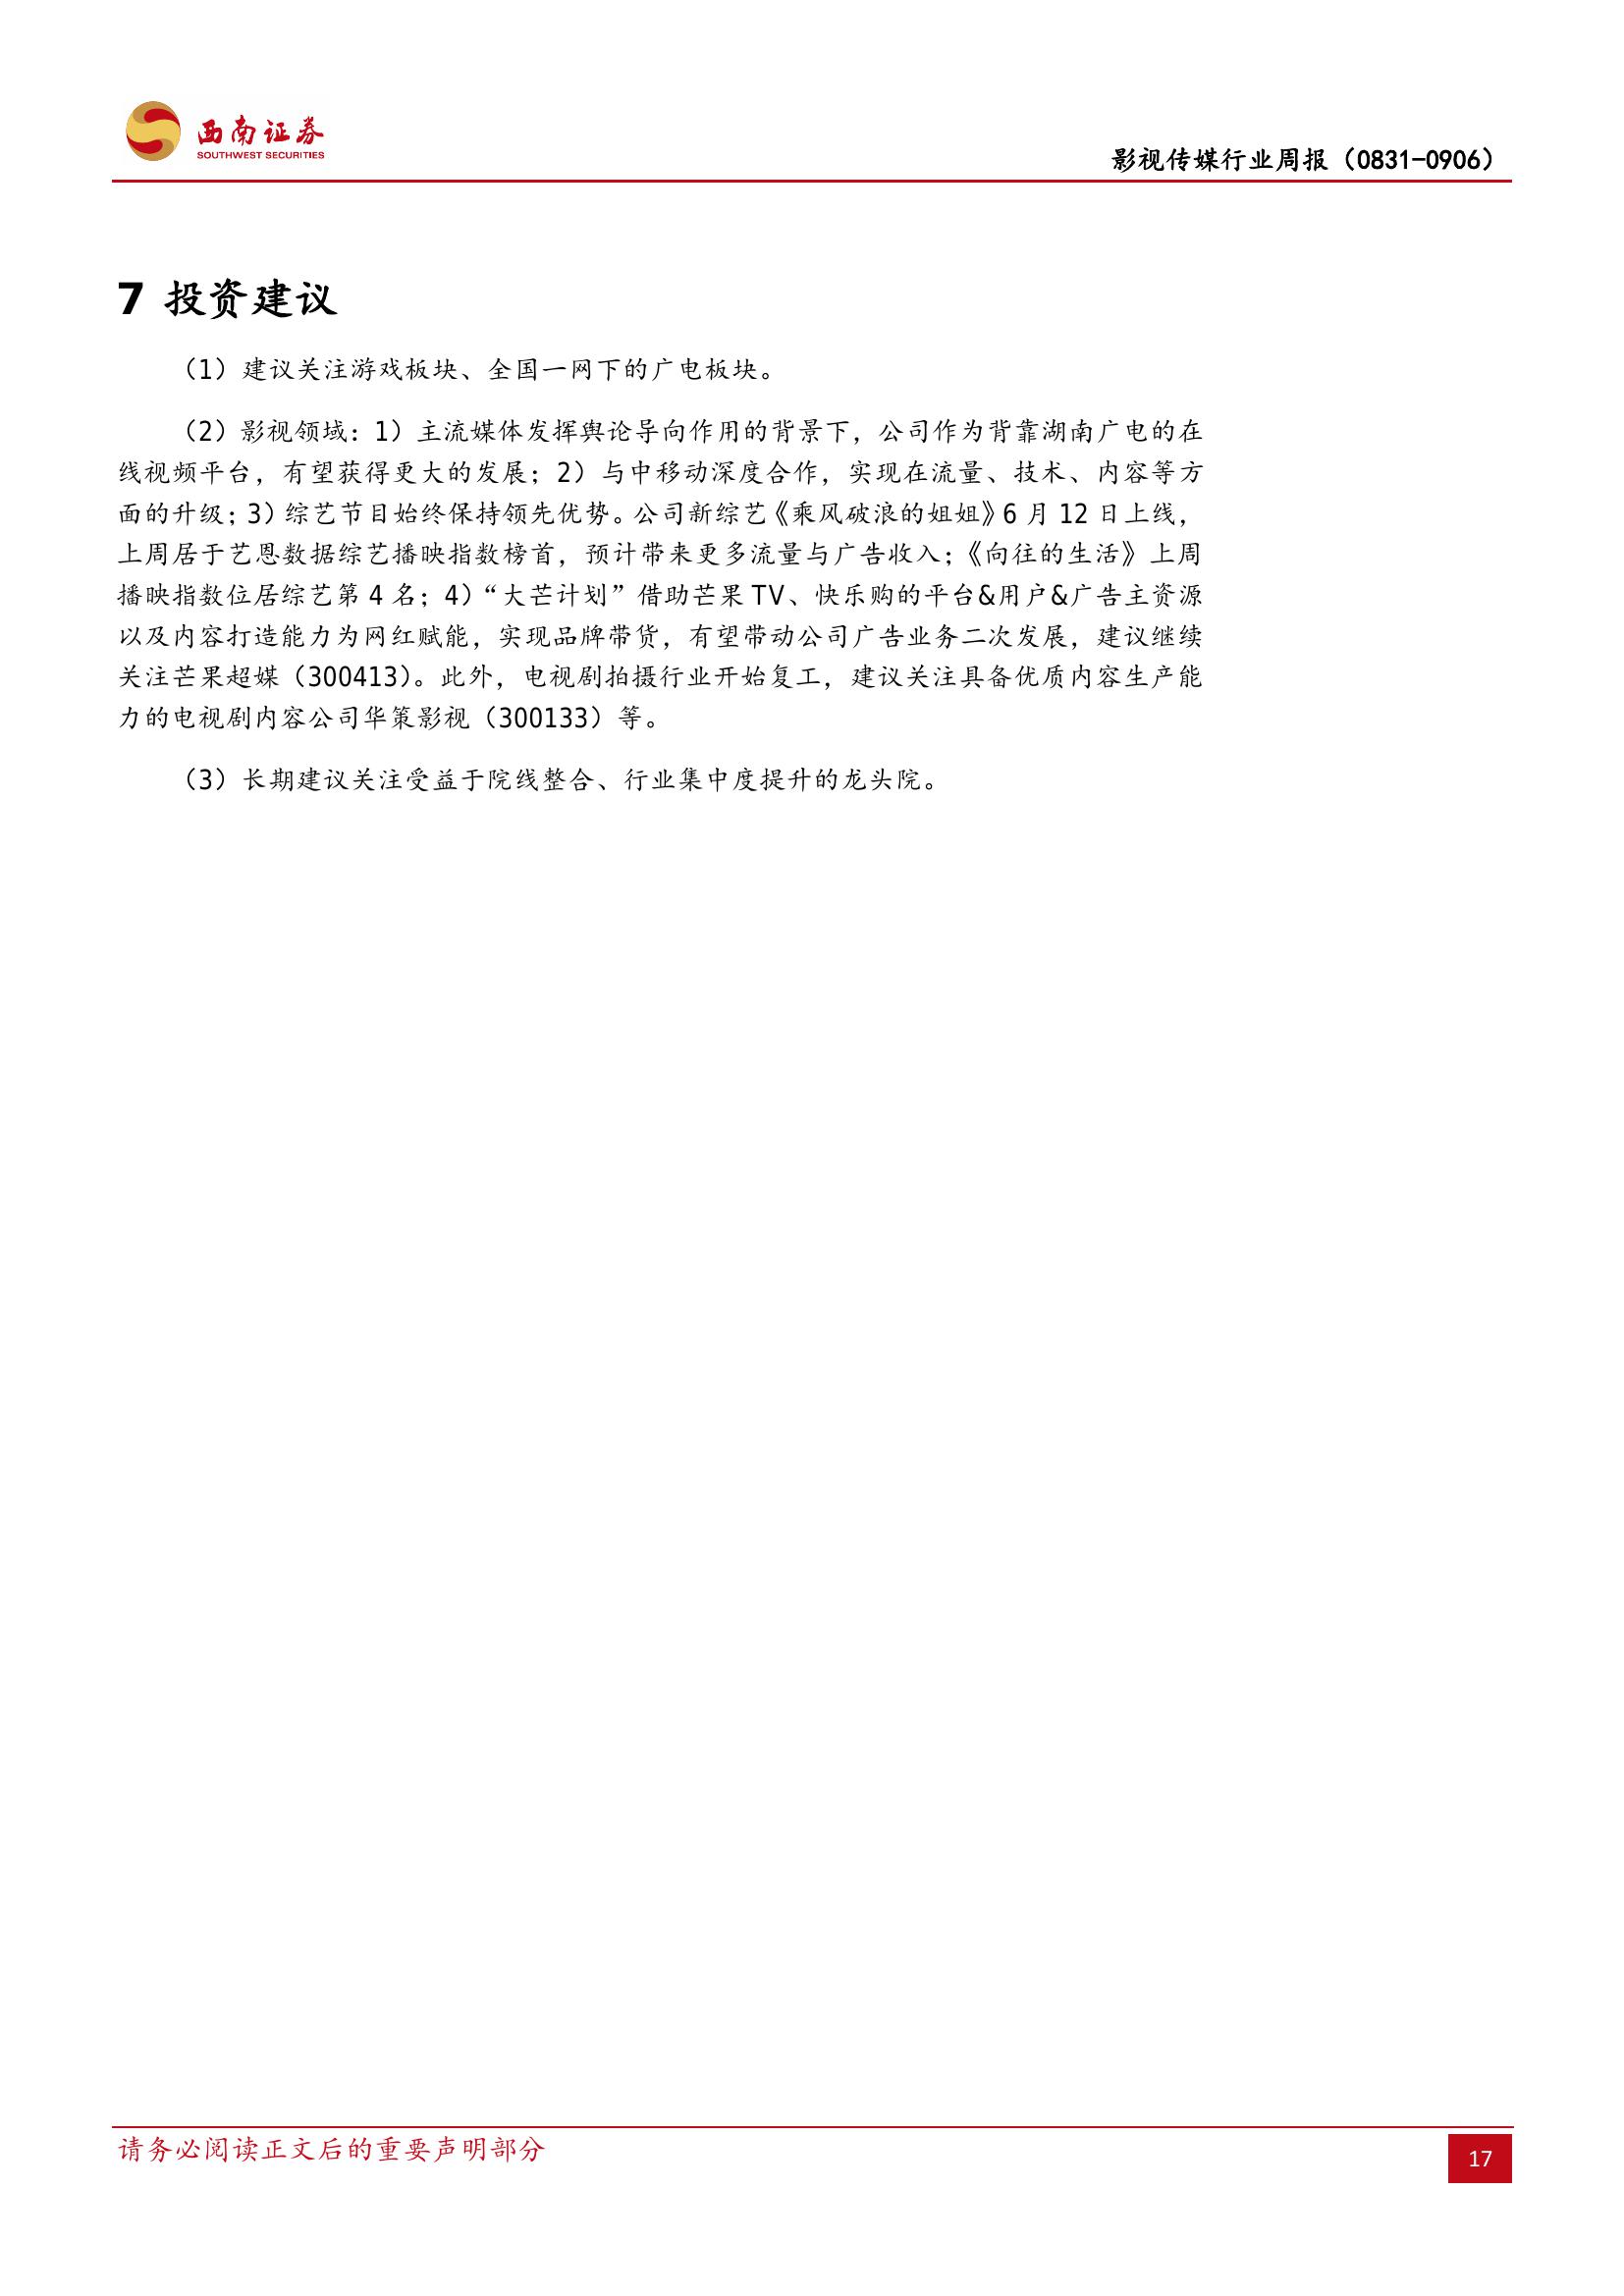 西南证券
SOUTHWEST SECURITIES
影视传媒行业周报（0831-0906）
7 投资建议
（1）建议关注游戏板块、全国一网下的广电板块。
（2）影视领域：1）主流媒体发挥舆论导向作用的背景下，公司作为背靠湖南广电的在
线视频平台，有望获得更大的发展；2）与中移动深度合作，实现在流量、技术、内容等方
面的升级；3）综艺节目始终保持领先优势。公司新综艺《乘风破浪的姐姐》6 月 12 日上线，
上周居于艺恩数据综艺播映指数榜首，预计带来更多流量与广告收入；《向往的生活》上周
播映指数位居综艺第 4 名；4）“大芒计划”借助芒果 TV、快乐购的平台&用户&广告主资源
以及内容打造能力为网红赋能，实现品牌带货，有望带动公司广告业务二次发展，建议继续
关注芒果超媒（300413）。此外，电视剧拍摄行业开始复工，建议关注具备优质内容生产能
力的电视剧内容公司华策影视（300133）等。
（3）长期建议关注受益于院线整合、行业集中度提升的龙头院。
请务必阅读正文后的重要声明部分
17